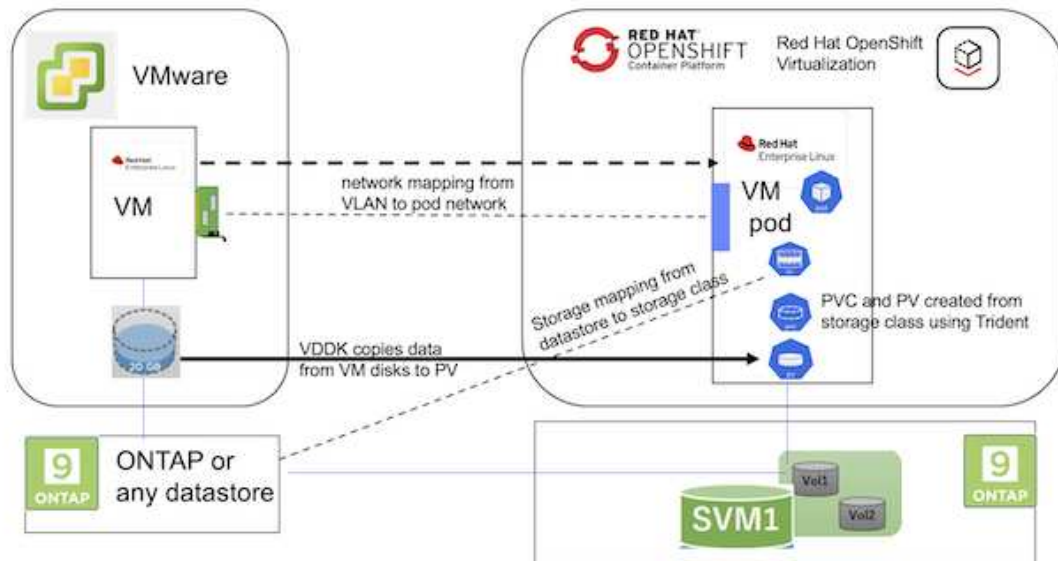 VMware
RED HAT
OPENSHIFT
Container Platform
Red Hat OpenShift
Virtualization
Red Hat
Enterprise Linux
VM
network mapping from
VLAN to pod network
Red Hat
Enterprise Linux
VM
pod
Storage mapping from
datastore to storage class
PVC and PV created from
storage class using Trident
VDDK copies data
from VM disks to PV
9
ONTAP
ONTAP or
any datastore
SVM1
Vol1
Vol2
9
ONTAP